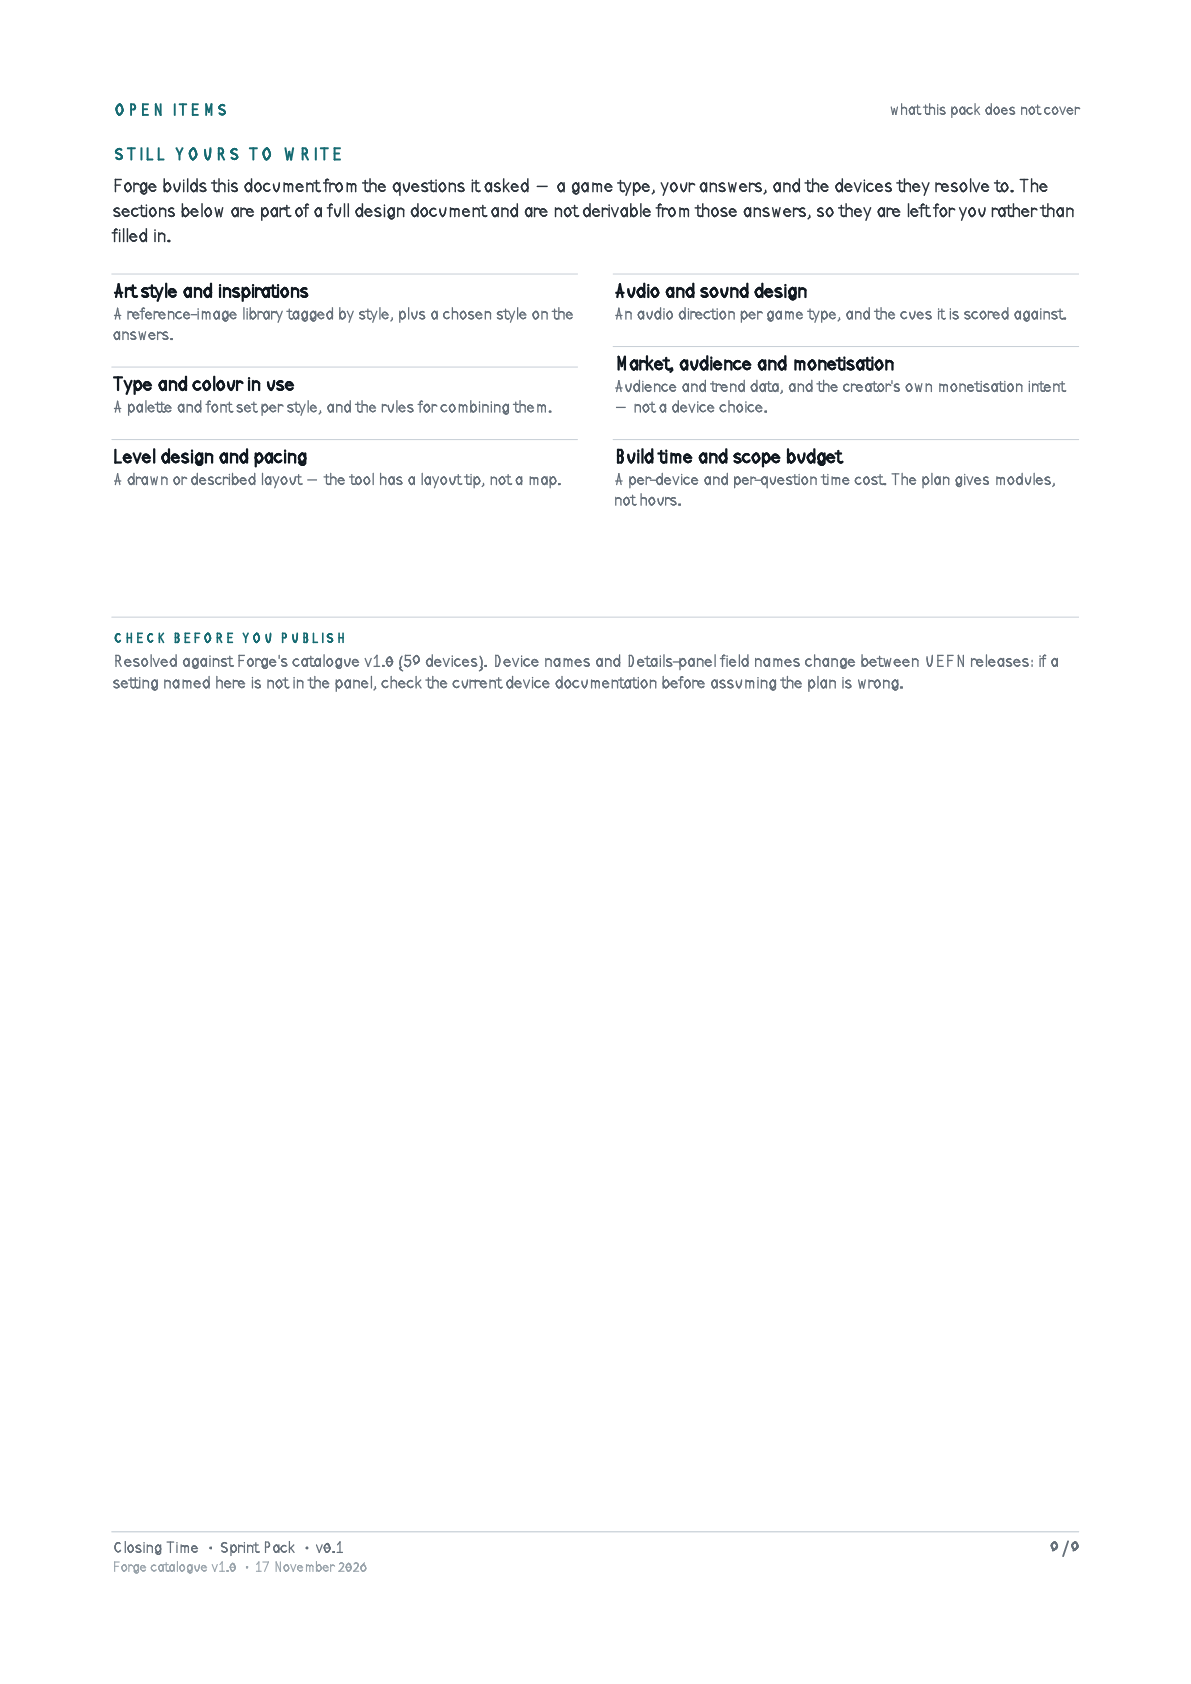 OPEN ITEMS
what this pack does not cover
STILL YOURS TO WRITE
Forge builds this document from the questions it asked — a game type, your answers, and the devices they resolve to. The
sections below are part of a full design document and are not derivable from those answers, so they are left for you rather than
filled in.
Art style and inspirations
A reference-image library tagged by style, plus a chosen style on the
answers.
Type and colour in use
A palette and font set per style, and the rules for combining them.
Level design and pacing
A drawn or described layout — the tool has a layout tip, not a map.
Audio and sound design
An audio direction per game type, and the cues it is scored against.
Market, audience and monetisation
Audience and trend data, and the creator's own monetisation intent
— not a device choice.
Build time and scope budget
A per-device and per-question time cost. The plan gives modules,
not hours.
CHECK BEFORE YOU PUBLISH
Resolved against Forge's catalogue v1.0 (59 devices). Device names and Details-panel field names change between UEFN releases: if a
setting named here is not in the panel, check the current device documentation before assuming the plan is wrong.
Closing Time · Sprint Pack · v0.1
9 / 9
Forge catalogue v1.0 · 17 November 2026